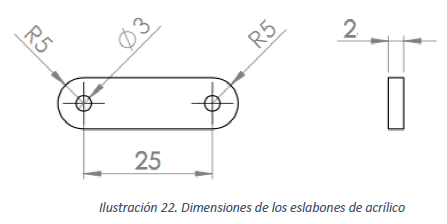 R5
Ø3
R5
2
25
Ilustración 22. Dimensiones de los eslabones de acrílico